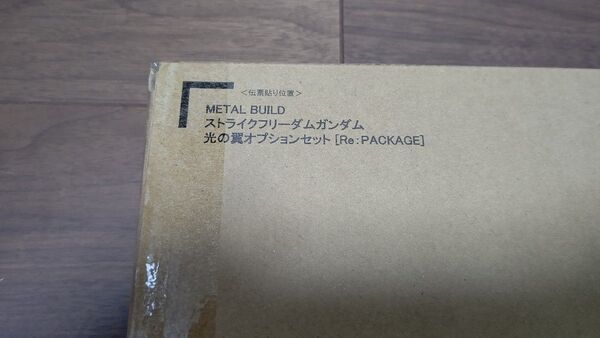 ＜伝票貼り位置＞
METAL BUILD
ストライクフリーダムガンダム
光の翼オプションセット [Re:PACKAGE]